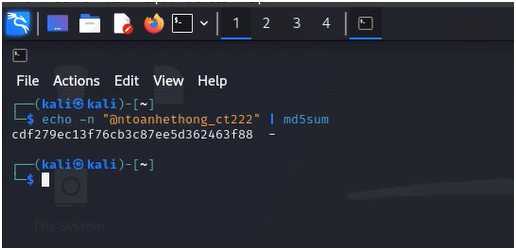 1 2 3 4
File Actions Edit View Help
(kali㉿kali)-[~]
$ echo -n "@ntoanhethong_ct222" | md5sum
cdf279ec13f76cb3c87ee5d362463f88  -
(kali㉿kali)-[~]
$
File System